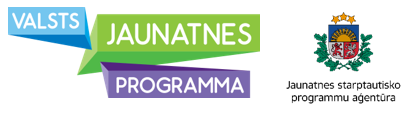 VALSTS
JAUNATNES
PROGRAMMA
Jaunatnes starptautisko
programmu aģentūra